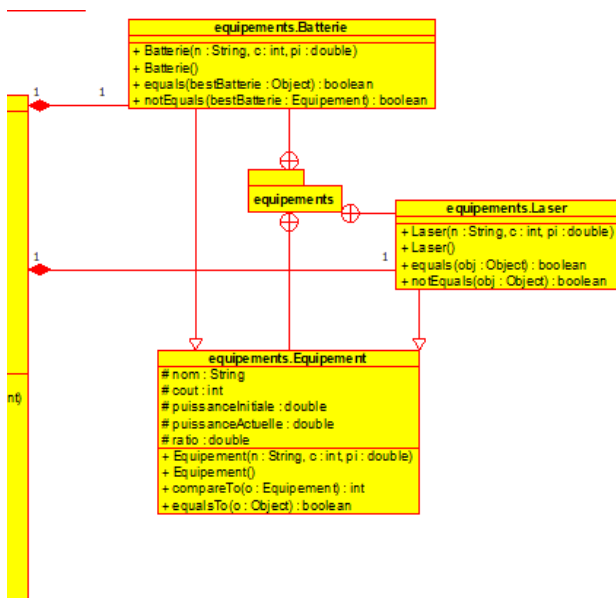 equipements.Batterie
+ Batterie(n : String, c : int, pi : double)
+ Batterie()
+ equals(bestBatterie : Object) : boolean
+ notEquals(bestBatterie : Equipement) : boolean
1
1
equipements
equipements.Laser
+ Laser(n : String, c : int, pi : double)
+ Laser()
+ equals(obj : Object) : boolean
+ notEquals(obj : Object) : boolean
1
1
equipements.Equipement
# nom : String
# cout : int
# puissanceInitiale : double
# puissanceActuelle : double
# ratio : double
nt)
+ Equipement(n : String, c : int, pi : double)
+ Equipement()
+ compareTo(o : Equipement) : int
+ equalsTo(o : Object) : boolean